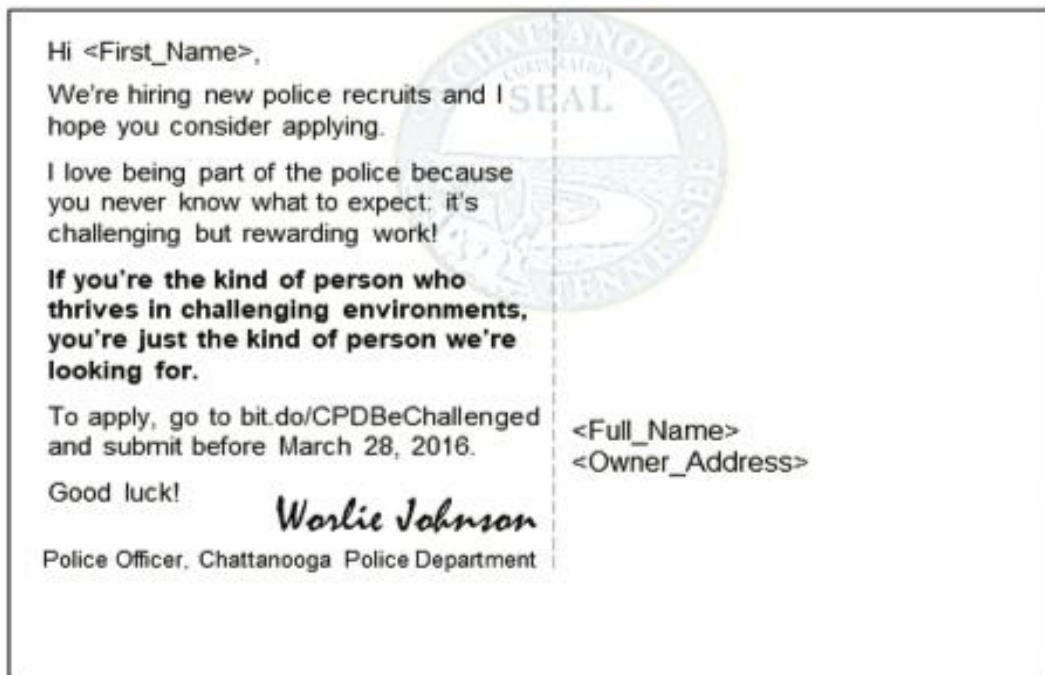 Hi <First_Name>,
We're hiring new police recruits and I
hope you consider applying.
I love being part of the police because
you never know what to expect: it's
challenging but rewarding work!
If you're the kind of person who
thrives in challenging environments,
you're just the kind of person we're
looking for.
To apply, go to bit.do/CPDBeChallenged
and submit before March 28, 2016.
Good luck!
Worlie Johnson
Police Officer, Chattanooga Police Department
CHATTANOOGA
CORPORATION
SEAL
TENNESSEE
<Full_Name>
<Owner_Address>